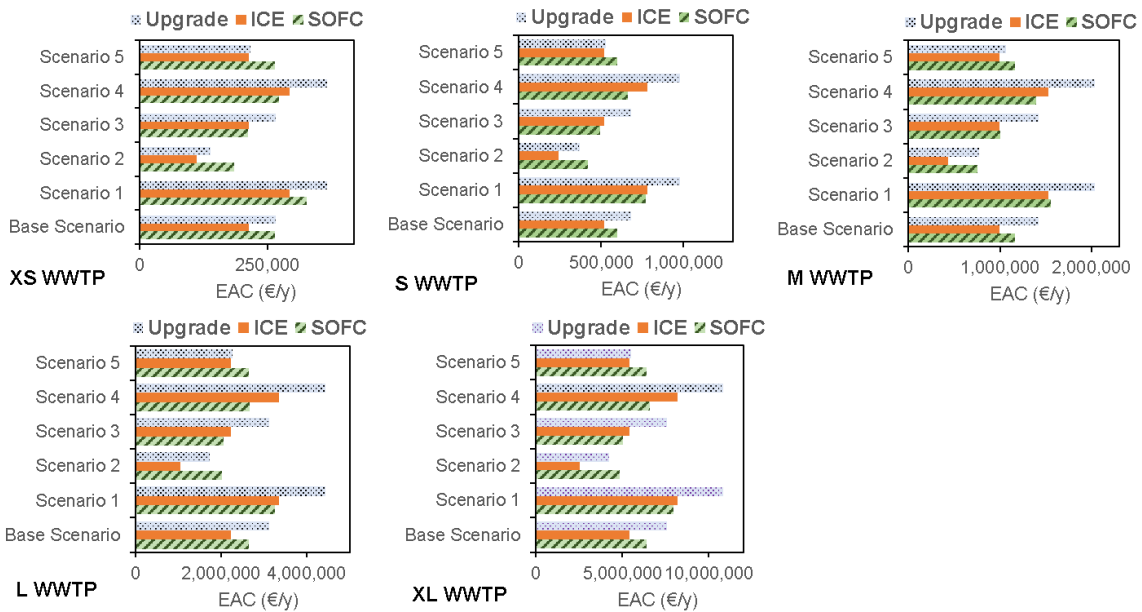 Upgrade ICE SOFC
Scenario 5
Scenario 4
Scenario 3
Scenario 2
Scenario 1
Base Scenario
0 250,000
XS WWTP
EAC (€/y)
Upgrade ICE SOFC
Scenario 5
Scenario 4
Scenario 3
Scenario 2
Scenario 1
Base Scenario
0 500,000 1,000,000
S WWTP
EAC (€/y)
Upgrade ICE SOFC
Scenario 5
Scenario 4
Scenario 3
Scenario 2
Scenario 1
Base Scenario
0 1,000,000 2,000,000
M WWTP
EAC (€/y)
Upgrade ICE SOFC
Scenario 5
Scenario 4
Scenario 3
Scenario 2
Scenario 1
Base Scenario
0 2,000,000 4,000,000
L WWTP
EAC (€/y)
Upgrade ICE SOFC
Scenario 5
Scenario 4
Scenario 3
Scenario 2
Scenario 1
Base Scenario
0 5,000,000 10,000,000
XL WWTP
EAC (€/y)